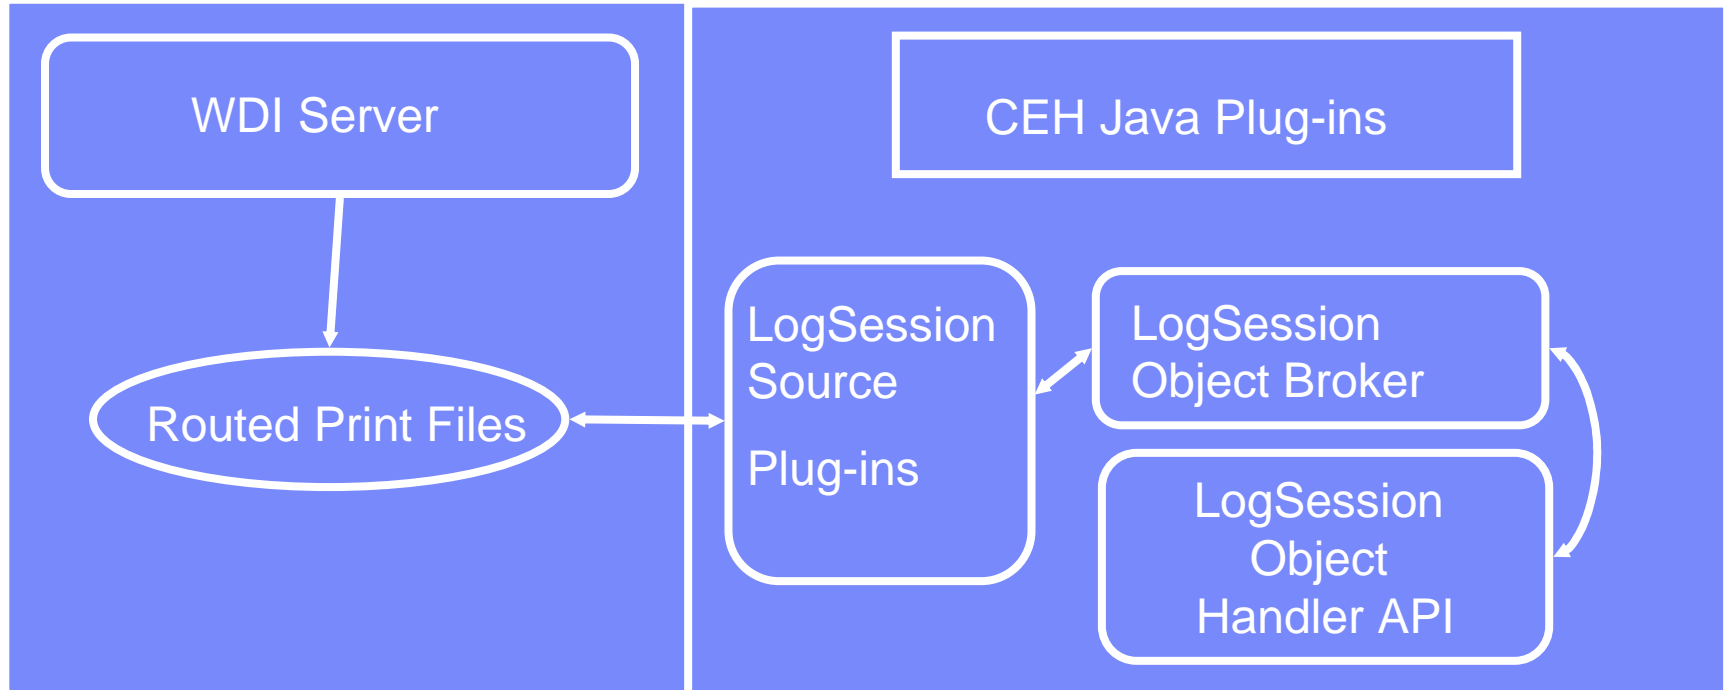 WDI Server
Routed Print Files
CEH Java Plug-ins
LogSession
Source
Plug-ins
LogSession
Object Broker
LogSession
Object
Handler API